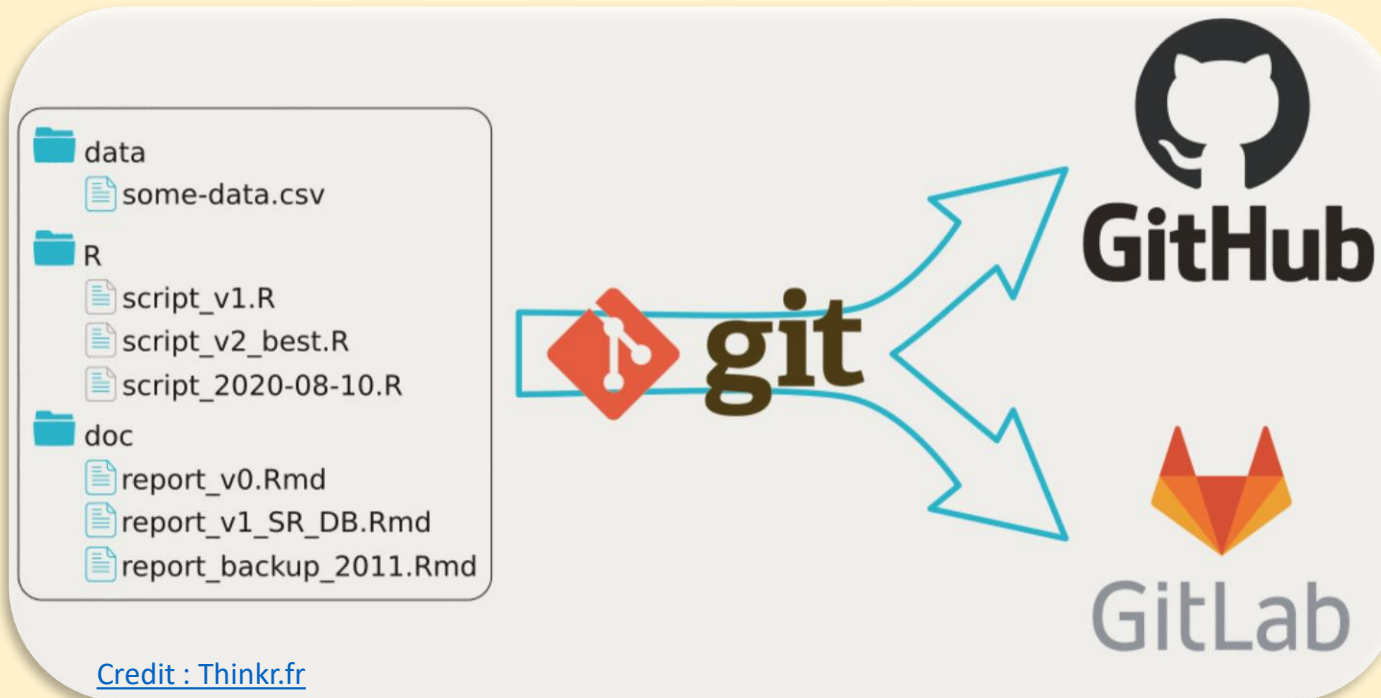 data
some-data.csv
R
script_v1.R
script_v2_best.R
script_2020-08-10.R
doc
report_v0.Rmd
report_v1_SR_DB.Rmd
report_backup_2011.Rmd
git
GitHub
GitLab
Credit : Thinkr.fr